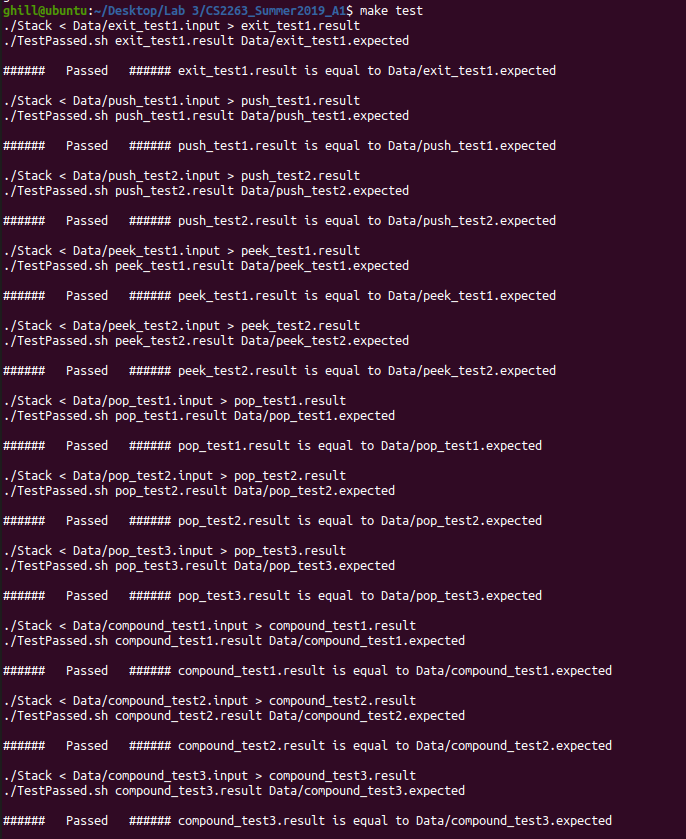 ghill@ubuntu:~/Desktop/Lab 3/CS2263_Summer2019_A1$ make test
./Stack < Data/exit_test1.input > exit_test1.result
./TestPassed.sh exit_test1.result Data/exit_test1.expected
###### Passed ###### exit_test1.result is equal to Data/exit_test1.expected
./Stack < Data/push_test1.input > push_test1.result
./TestPassed.sh push_test1.result Data/push_test1.expected
###### Passed ###### push_test1.result is equal to Data/push_test1.expected
./Stack < Data/push_test2.input > push_test2.result
./TestPassed.sh push_test2.result Data/push_test2.expected
###### Passed ###### push_test2.result is equal to Data/push_test2.expected
./Stack < Data/peek_test1.input > peek_test1.result
./TestPassed.sh peek_test1.result Data/peek_test1.expected
###### Passed ###### peek_test1.result is equal to Data/peek_test1.expected
./Stack < Data/peek_test2.input > peek_test2.result
./TestPassed.sh peek_test2.result Data/peek_test2.expected
###### Passed ###### peek_test2.result is equal to Data/peek_test2.expected
./Stack < Data/pop_test1.input > pop_test1.result
./TestPassed.sh pop_test1.result Data/pop_test1.expected
###### Passed ###### pop_test1.result is equal to Data/pop_test1.expected
./Stack < Data/pop_test2.input > pop_test2.result
./TestPassed.sh pop_test2.result Data/pop_test2.expected
###### Passed ###### pop_test2.result is equal to Data/pop_test2.expected
./Stack < Data/pop_test3.input > pop_test3.result
./TestPassed.sh pop_test3.result Data/pop_test3.expected
###### Passed ###### pop_test3.result is equal to Data/pop_test3.expected
./Stack < Data/compound_test1.input > compound_test1.result
./TestPassed.sh compound_test1.result Data/compound_test1.expected
###### Passed ###### compound_test1.result is equal to Data/compound_test1.expected
./Stack < Data/compound_test2.input > compound_test2.result
./TestPassed.sh compound_test2.result Data/compound_test2.expected
###### Passed ###### compound_test2.result is equal to Data/compound_test2.expected
./Stack < Data/compound_test3.input > compound_test3.result
./TestPassed.sh compound_test3.result Data/compound_test3.expected
###### Passed ###### compound_test3.result is equal to Data/compound_test3.expected